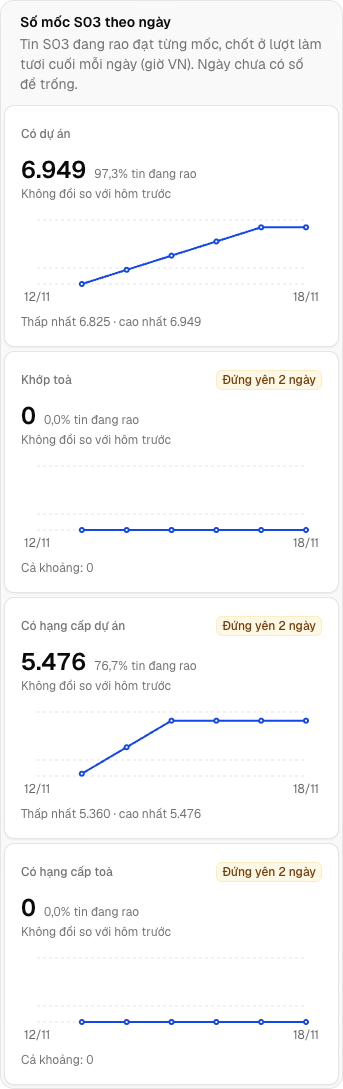 Số mốc S03 theo ngày
Tin S03 đang rao đạt từng mốc, chốt ở lượt làm
tươi cuối mỗi ngày (giờ VN). Ngày chưa có số
để trống.
Có dự án
6.949 97,3% tin đang rao
Không đổi so với hôm trước
12/11 18/11
Thấp nhất 6.825 · cao nhất 6.949
Khớp toà Đứng yên 2 ngày
0 0,0% tin đang rao
Không đổi so với hôm trước
12/11 18/11
Cả khoảng: 0
Có hạng cấp dự án Đứng yên 2 ngày
5.476 76,7% tin đang rao
Không đổi so với hôm trước
12/11 18/11
Thấp nhất 5.360 · cao nhất 5.476
Có hạng cấp toà Đứng yên 2 ngày
0 0,0% tin đang rao
Không đổi so với hôm trước
12/11 18/11
Cả khoảng: 0